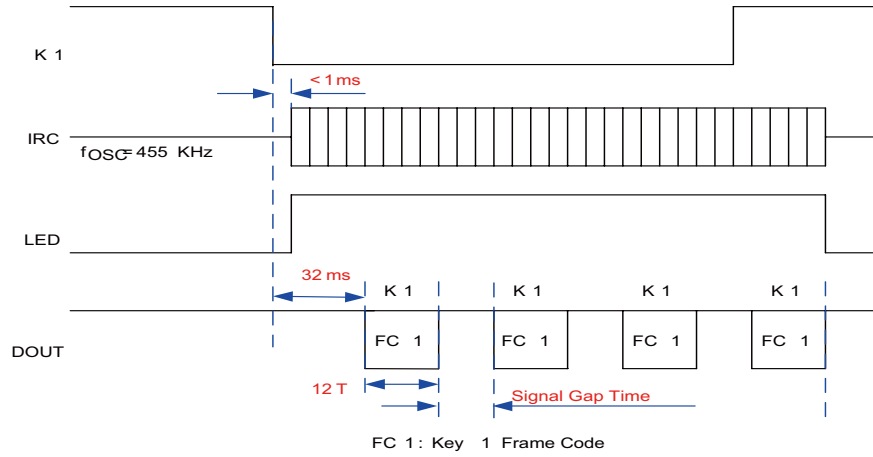 K 1
< 1 ms
IRC
fOSC= 455 KHz
LED
32 ms
K 1 K 1 K 1 K 1
DOUT
FC 1 FC 1 FC 1 FC 1
12 T
Signal Gap Time
FC 1 : Key 1 Frame Code